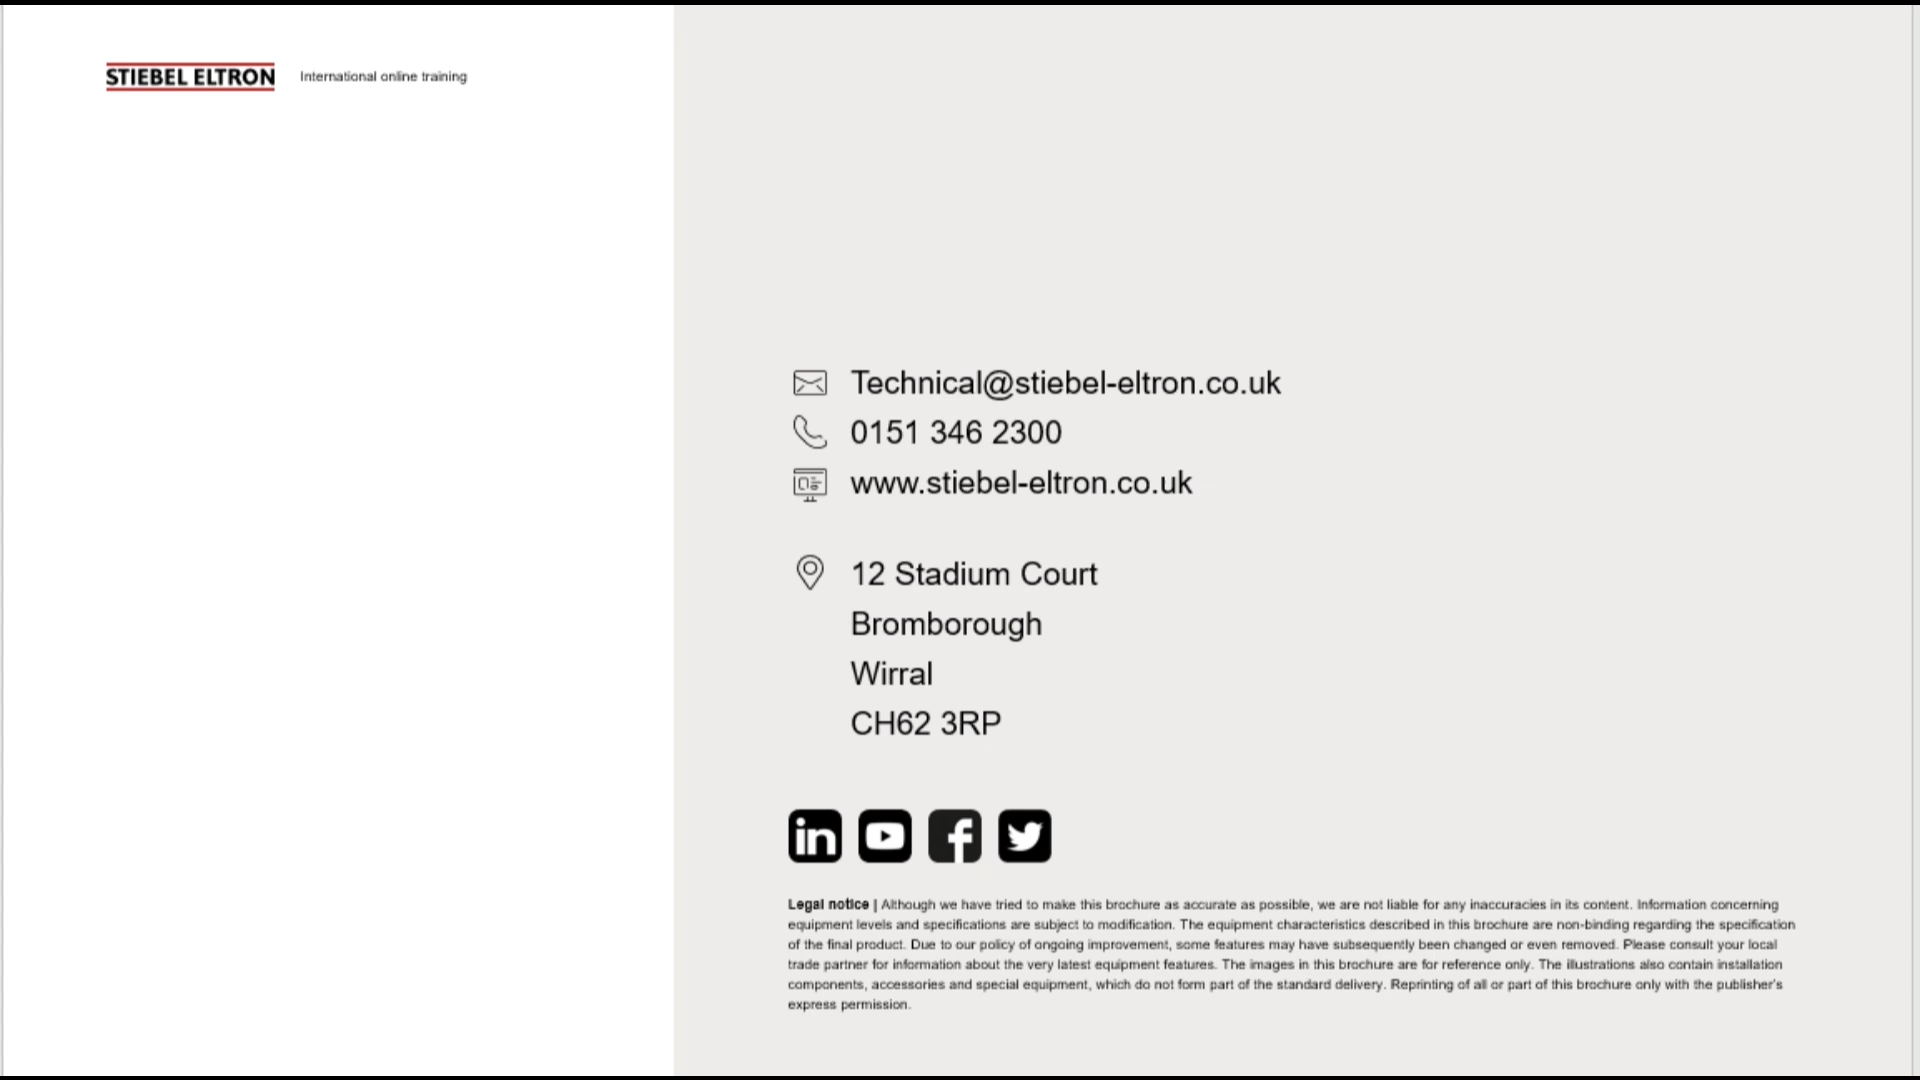 STIEBEL ELTRON
International online training
Technical@stiebel-eltron.co.uk
0151 346 2300
www.stiebel-eltron.co.uk
12 Stadium Court
Bromborough
Wirral
CH62 3RP
Legal notice | Although we have tried to make this brochure as accurate as possible, we are not liable for any inaccuracies in its content. Information concerning
equipment levels and specifications are subject to modification. The equipment characteristics described in this brochure are non-binding regarding the specification
of the final product. Due to our policy of ongoing improvement, some features may have subsequently been changed or even removed. Please consult your local
trade partner for information about the very latest equipment features. The images in this brochure are for reference only. The illustrations also contain installation
components, accessories and special equipment, which do not form part of the standard delivery. Reprinting of all or part of this brochure only with the publisher's
express permission.